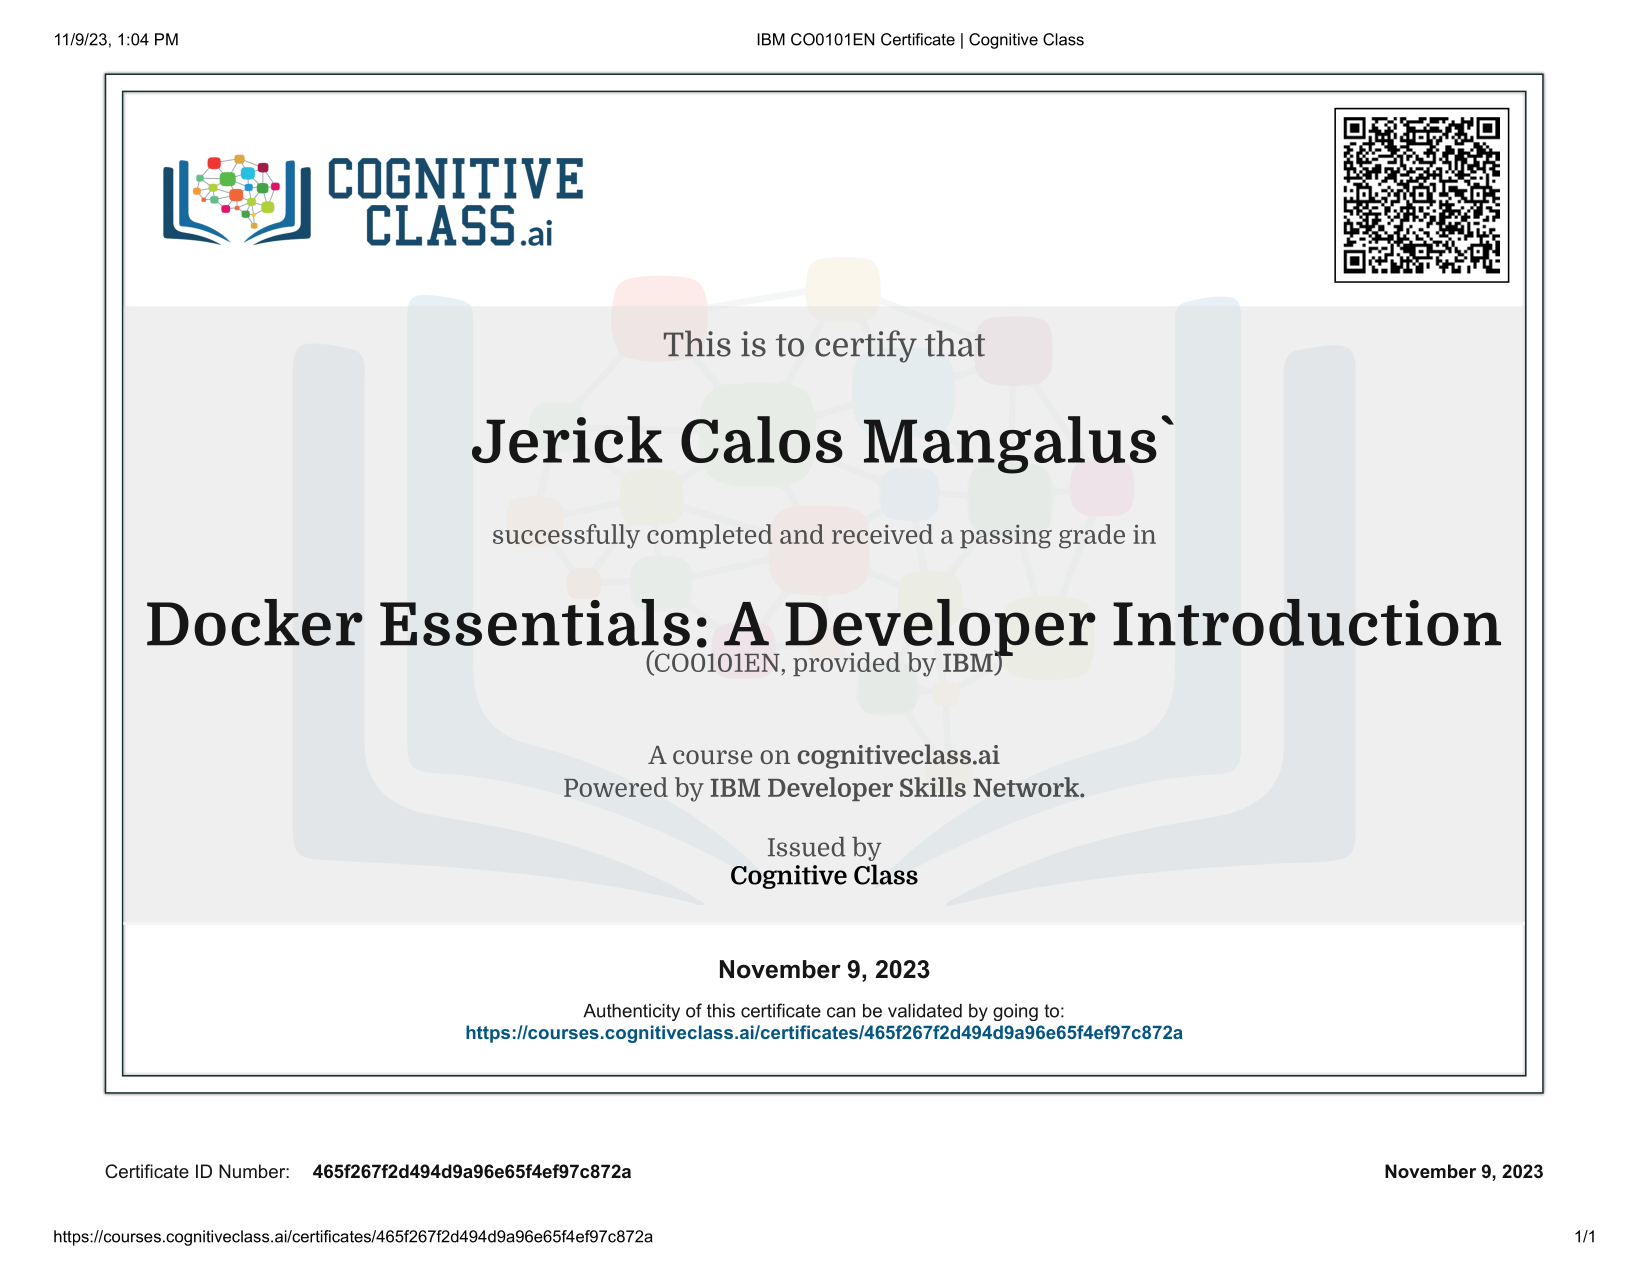 11/9/23, 1:04 PM
IBM CO0101EN Certificate | Cognitive Class
COGNITIVE
CLASS.ai
This is to certify that
Jerick Calos Mangalus`
successfully completed and received a passing grade in
Docker Essentials: A Developer Introduction
(CO0101EN, provided by IBM)
A course on cognitiveclass.ai
Powered by IBM Developer Skills Network.
Issued by
Cognitive Class
November 9, 2023
Authenticity of this certificate can be validated by going to:
https://courses.cognitiveclass.ai/certificates/465f267f2d494d9a96e65f4ef97c872a
Certificate ID Number: 465f267f2d494d9a96e65f4ef97c872a
November 9, 2023
https://courses.cognitiveclass.ai/certificates/465f267f2d494d9a96e65f4ef97c872a
1/1